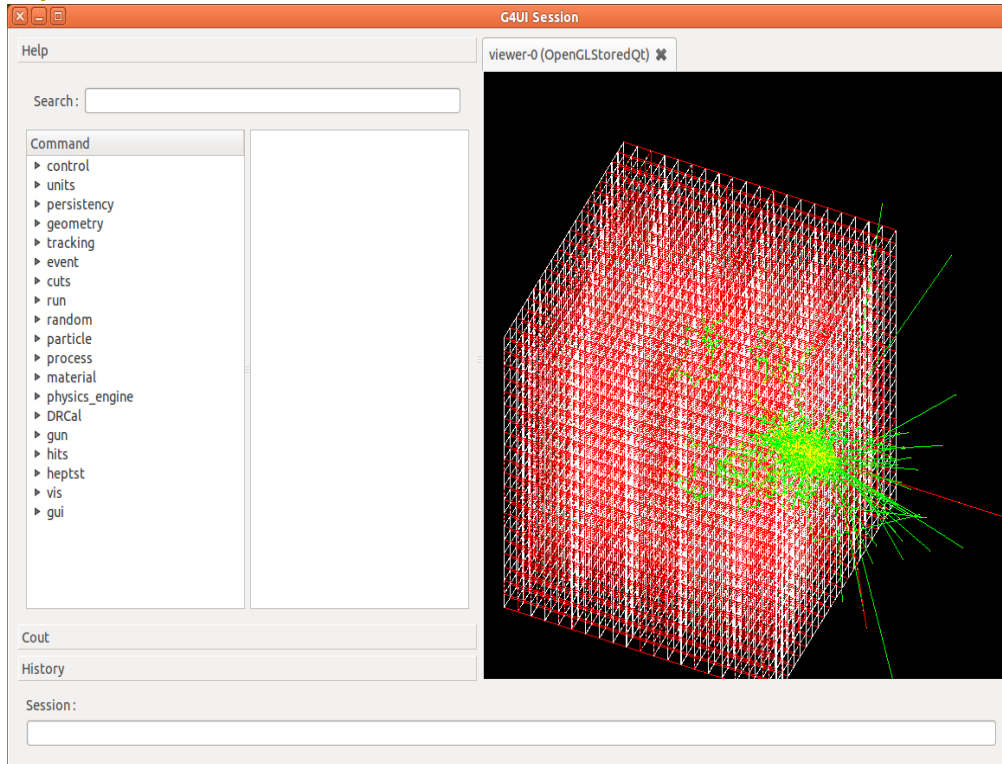 G4UI Session
Help
viewer-0 (OpenGLStoredQt)
Search:
Command
control
units
persistency
geometry
tracking
event
cuts
run
random
particle
process
material
physics_engine
DRCal
gun
hits
heptst
vis
gui
Cout
History
Session: